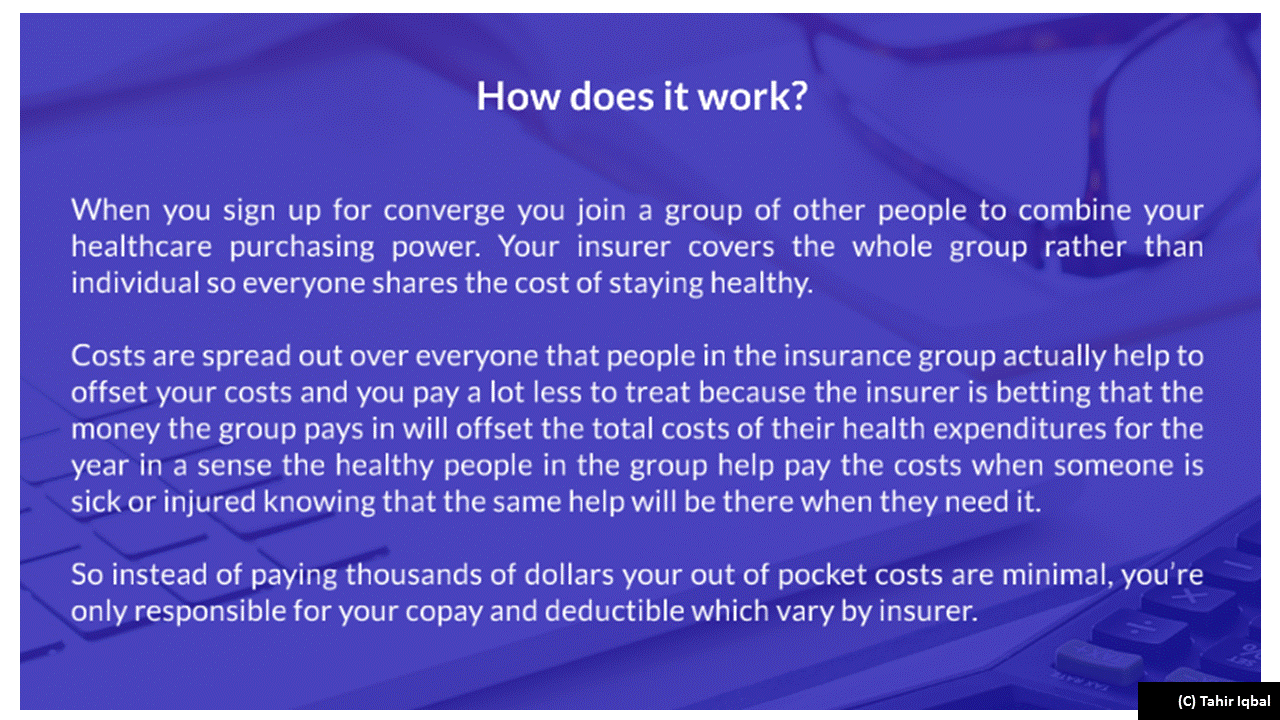 How does it work?
When you sign up for converge you join a group of other people to combine your
healthcare purchasing power. Your insurer covers the whole group rather than
individual so everyone shares the cost of staying healthy.
Costs are spread out over everyone that people in the insurance group actually help to
offset your costs and you pay a lot less to treat because the insurer is betting that the
money the group pays in will offset the total costs of their health expenditures for the
year in a sense the healthy people in the group help pay the costs when someone is
sick or injured knowing that the same help will be there when they need it.
So instead of paying thousands of dollars your out of pocket costs are minimal, you’re
only responsible for your copay and deductible which vary by insurer.
(C) Tahir Iqbal